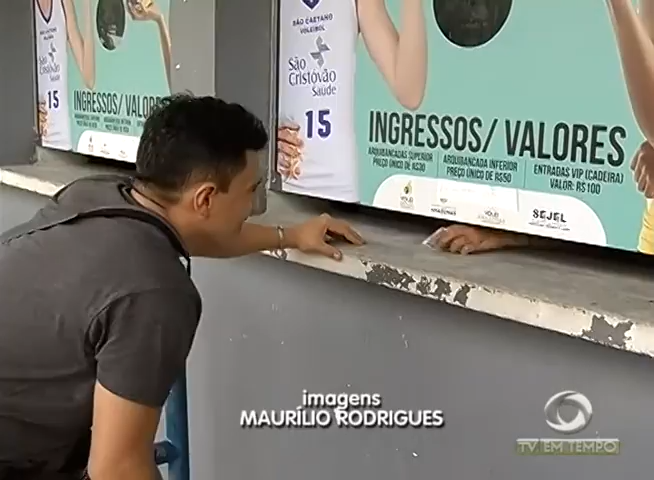 SÃO CAETANO
VOLEIBOL
São
Cristóvão
Saúde
15
INGRESSOS/VALORES
ARQUIBANCADAS SUPERIOR
PREÇO ÚNICO DE R$30
ARQUIBANCADA INFERIOR
PREÇO ÚNICO DE R$50
ENTRADAS VIP (CADEIRA)
VALOR: R$100
SEJEL
15
INGRESSOS/VALOR
imagens
MAURÍLIO RODRIGUES
TV EM TEMPO